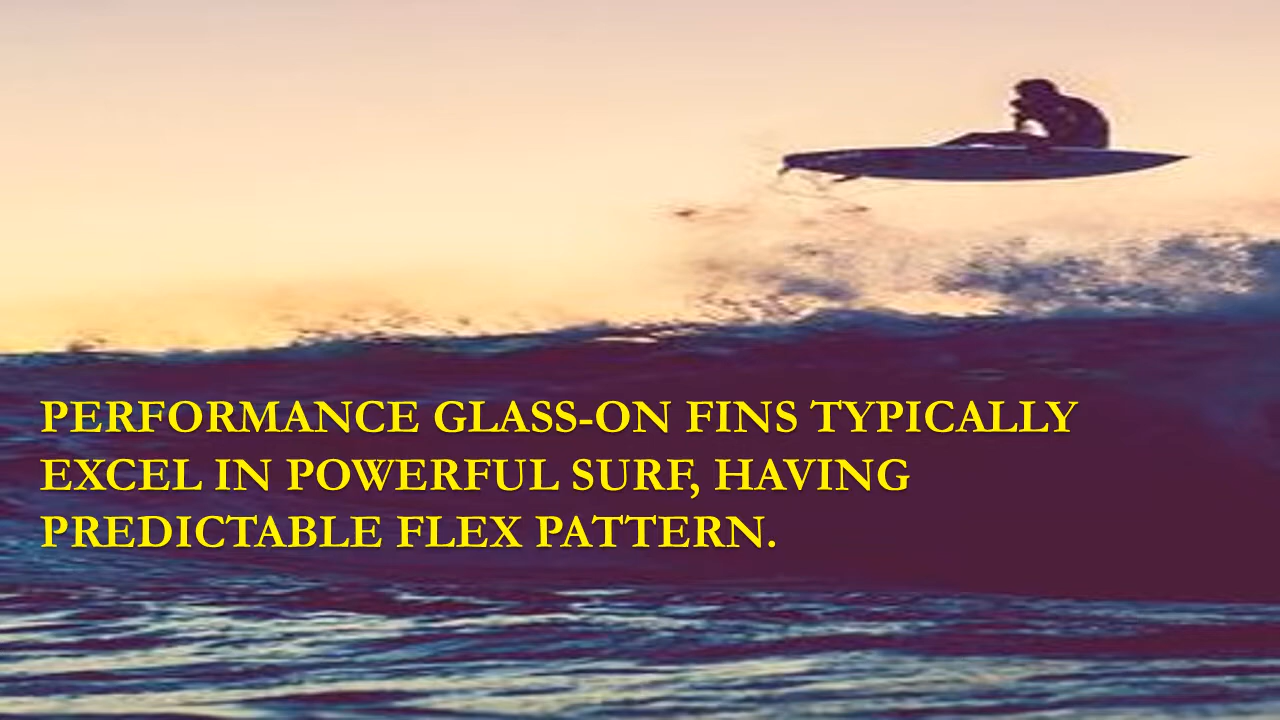 PERFORMANCE GLASS-ON FINS TYPICALLY
EXCEL IN POWERFUL SURF, HAVING
PREDICTABLE FLEX PATTERN.